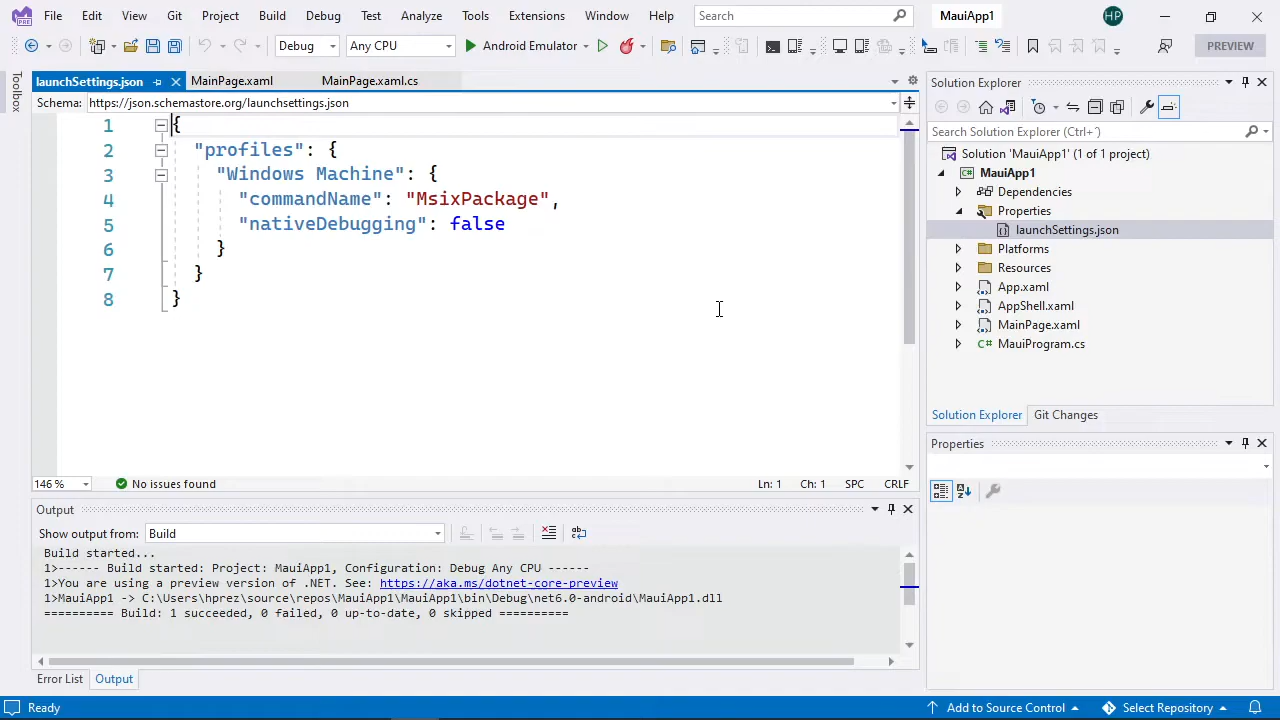 File Edit View Git Project Build Debug Test Analyze Tools Extensions Window Help Search MauiApp1 HP
PRE
Debug Any CPU Android Emulator PREVIEW
Toolbox
launchSettings.json MainPage.xaml MainPage.xaml.cs
Schema: https://json.schemastore.org/launchsettings.json
1 {
2 "profiles": {
3 "Windows Machine": {
4 "commandName": "MsixPackage",
5 "nativeDebugging": false
6 }
7 }
8 }
146 % No issues found Ln: 1 Ch: 1 SPC CRLF
Output
Show output from: Build
Build started...
1>------ Build started: Project: MauiApp1, Configuration: Debug Any CPU ------
1>You are using a preview version of .NET. See: https://aka.ms/dotnet-core-preview
1>MauiApp1 -> C:\Users\hprez\source\repos\MauiApp1\MauiApp1\bin\Debug\net6.0-android\MauiApp1.dll
========== Build: 1 succeeded, 0 failed, 0 up-to-date, 0 skipped ==========
Error List Output
Solution Explorer
Search Solution Explorer (Ctrl+´)
Solution 'MauiApp1' (1 of 1 project)
MauiApp1
Dependencies
Properties
launchSettings.json
Platforms
Resources
App.xaml
AppShell.xaml
MainPage.xaml
C# MauiProgram.cs
Solution Explorer Git Changes
Properties
Ready Add to Source Control Select Repository